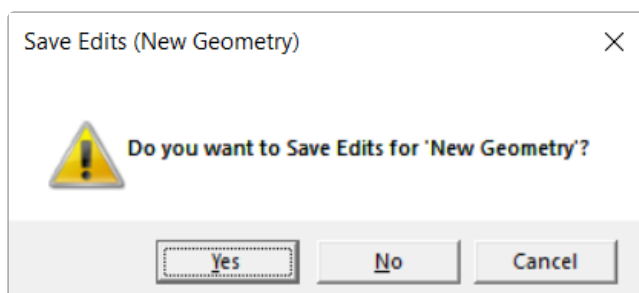 Save Edits (New Geometry)
Do you want to Save Edits for 'New Geometry'?
Yes No Cancel